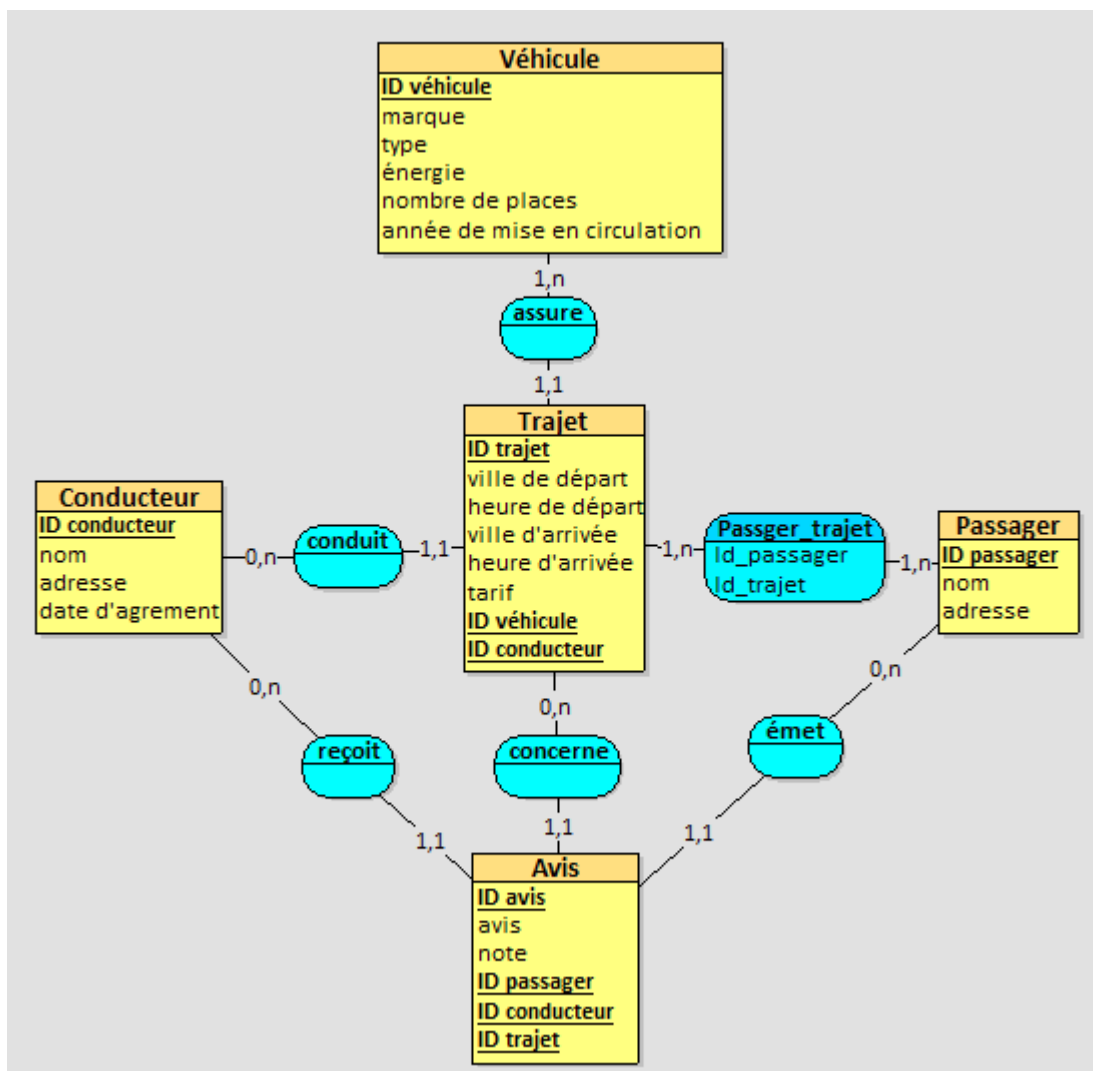 Véhicule
ID véhicule
marque
type
énergie
nombre de places
année de mise en circulation
1,n
assure
1,1
Trajet
ID trajet
ville de départ
heure de départ
ville d'arrivée
heure d'arrivée
tarif
ID véhicule
ID conducteur
Conducteur
ID conducteur
nom
adresse
date d'agrement
0,n
conduit
1,1
1,n
Passger_trajet
Id_passager
Id_trajet
1,n
Passager
ID passager
nom
adresse
0,n
reçoit
1,1
0,n
concerne
1,1
0,n
émet
1,1
Avis
ID avis
avis
note
ID passager
ID conducteur
ID trajet